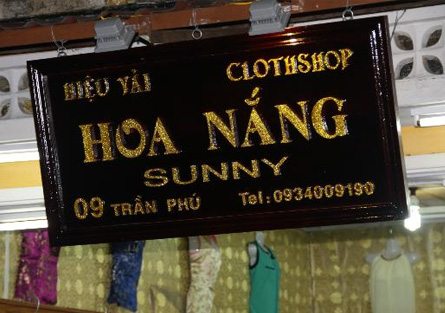 HIỆU VẢI CLOTHSHOP
HOA NẮNG
SUNNY
09 TRẦN PHÚ Tel: 0934009190